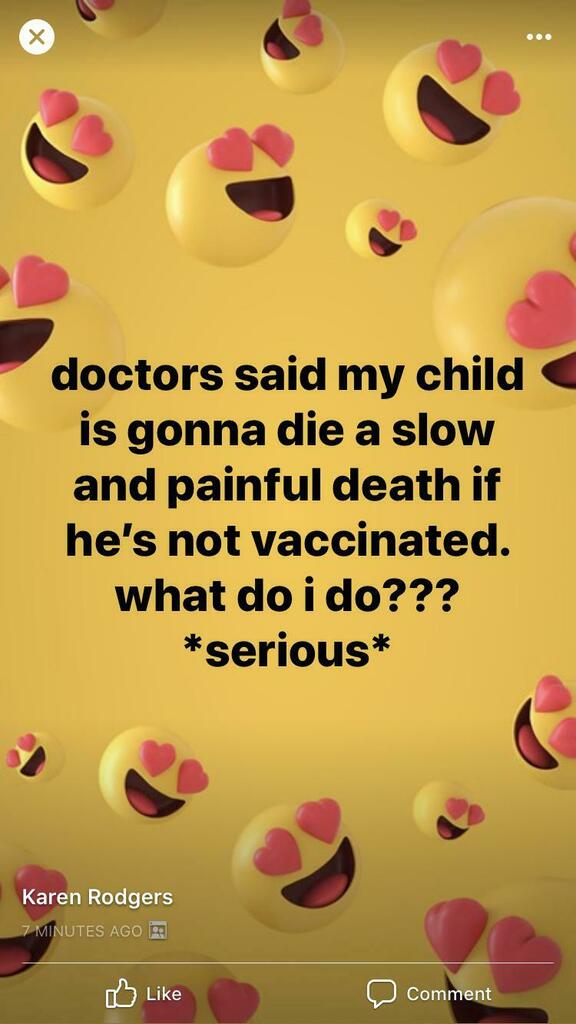 doctors said my child
is gonna die a slow
and painful death if
he’s not vaccinated.
what do i do???
*serious*
Karen Rodgers
7 MINUTES AGO
Like
Comment